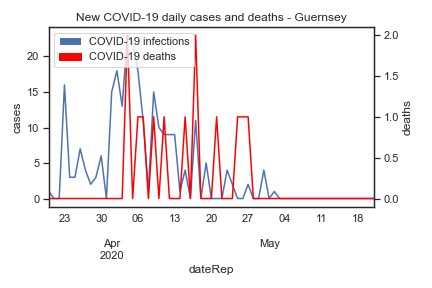 New COVID-19 daily cases and deaths - Guernsey
COVID-19 infections
COVID-19 deaths
cases
20
15
10
5
0
deaths
2.0
1.5
1.0
0.5
0.0
23 30 06 13 20 27 04 11 18
Apr May
2020
dateRep